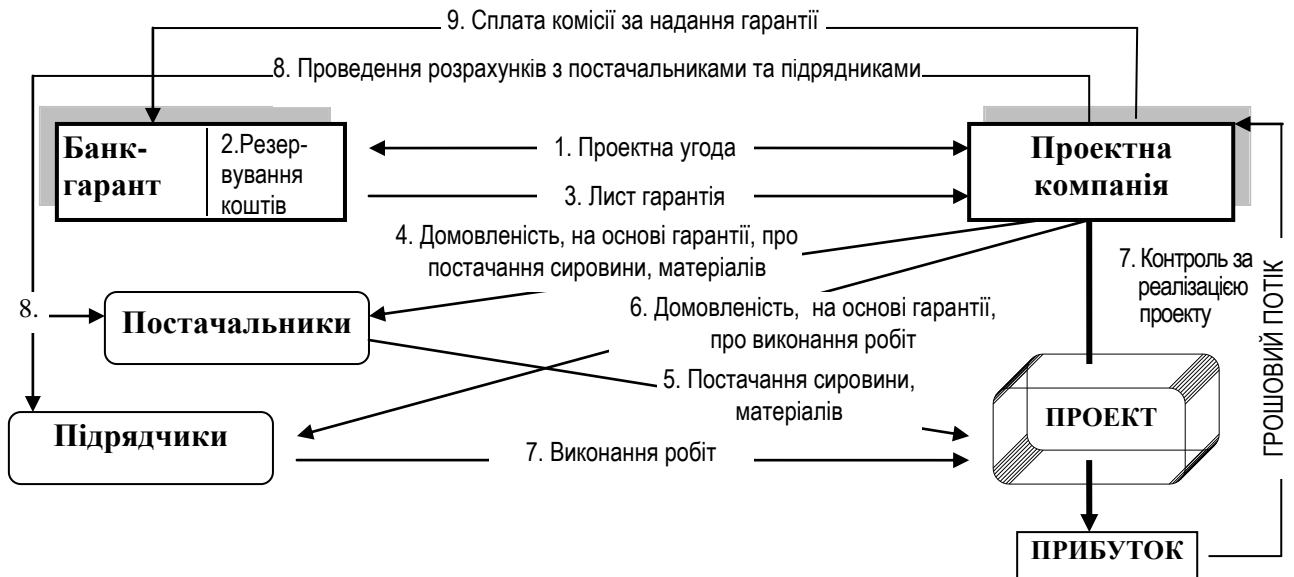 9. Сплата комісії за надання гарантії
8. Проведення розрахунків з постачальниками та підрядниками
Банк-
гарант
2.Резер-
вування
коштів
1. Проектна угода
Проектна
компанія
3. Лист гарантія
4. Домовленість, на основі гарантії, про
постачання сировини, матеріалів
7. Контроль за
реалізацією
проекту
ГРОШОВИЙ ПОТІК
8.
Постачальники
6. Домовленість, на основі гарантії,
про виконання робіт
5. Постачання сировини,
матеріалів
Підрядчики
7. Виконання робіт
ПРОЕКТ
ПРИБУТОК